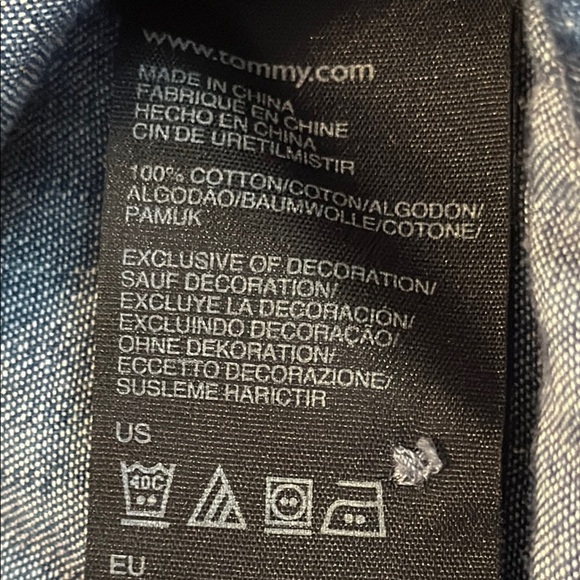 www.tommy.com
MADE IN CHINA
FABRIQUE EN CHINE
HECHO EN CHINA
CIN DE URETILMISTIR
100% COTTON/COTON/ALGODON/
ALGODÃO/BAUMWOLLE/COTONE/
PAMUK
EXCLUSIVE OF DECORATION/
SAUF DECORATION/
EXCLUYE LA DECORACIÓN/
EXCLUINDO DECORAÇÃO/
OHNE DEKORATION/
ECCETTO DECORAZIONE/
SUSLEME HARICTIR
US
40C
EU